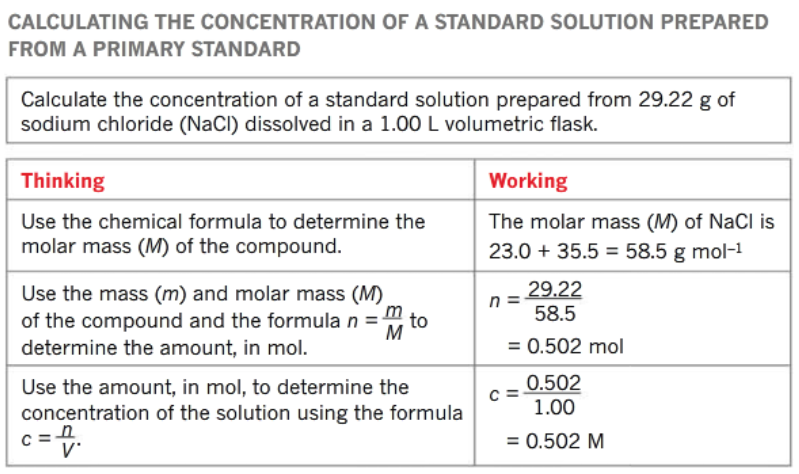 CALCULATING THE CONCENTRATION OF A STANDARD SOLUTION PREPARED
FROM A PRIMARY STANDARD
Calculate the concentration of a standard solution prepared from 29.22 g of
sodium chloride (NaCl) dissolved in a 1.00 L volumetric flask.
Thinking
Working
Use the chemical formula to determine the
molar mass (M) of the compound.
The molar mass (M) of NaCl is
23.0 + 35.5 = 58.5 g mol⁻¹
Use the mass (m) and molar mass (M)
of the compound and the formula n = m/M to
determine the amount, in mol.
n = 29.22/58.5
= 0.502 mol
Use the amount, in mol, to determine the
concentration of the solution using the formula
c = n/V.
c = 0.502/1.00
= 0.502 M